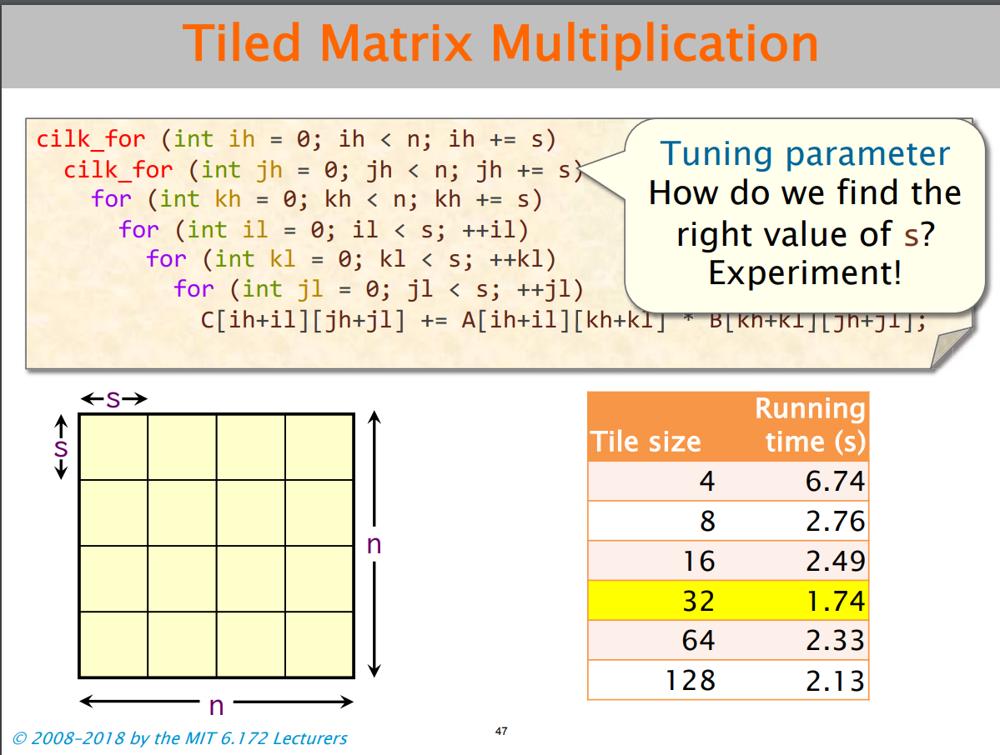 Tiled Matrix Multiplication
cilk_for (int ih = 0; ih < n; ih += s)
cilk_for (int jh = 0; jh < n; jh += s)
for (int kh = 0; kh < n; kh += s)
for (int il = 0; il < s; ++il)
for (int kl = 0; kl < s; ++kl)
for (int jl = 0; jl < s; ++jl)
C[ih+il][jh+jl] += A[ih+il][kh+kl] * B[kh+kl][jh+jl];
Tuning parameter
How do we find the
right value of s?
Experiment!
s
s
n
n
Tile size Running time (s)
4 6.74
8 2.76
16 2.49
32 1.74
64 2.33
128 2.13
© 2008–2018 by the MIT 6.172 Lecturers
47